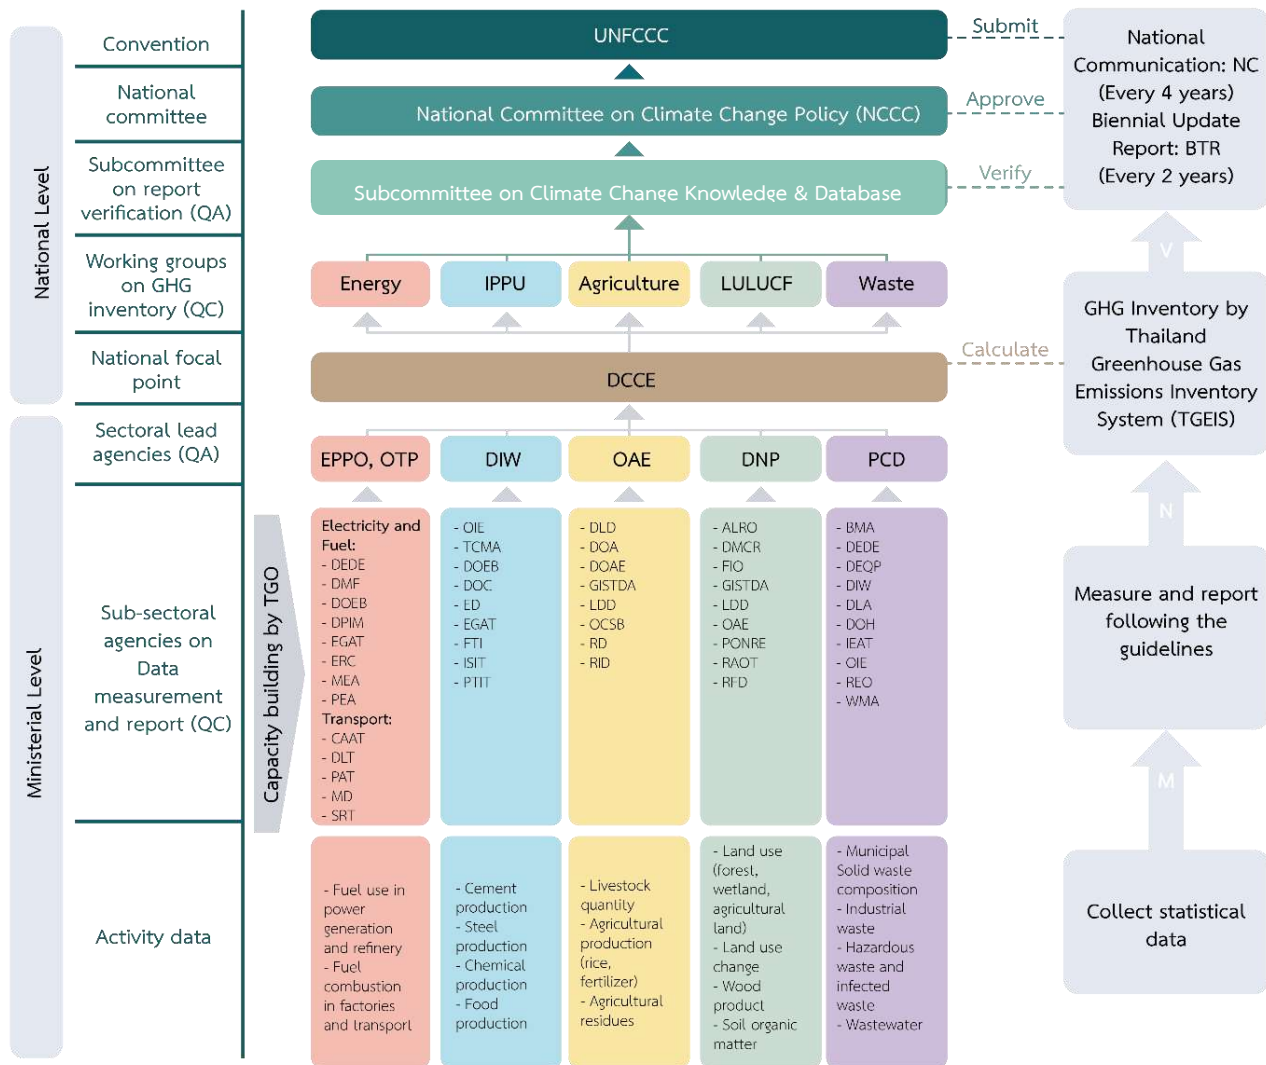 National Level
Ministerial Level
Convention
National
committee
Subcommittee
on report
verification (QA)
Working groups
on GHG
inventory (QC)
National focal
point
Sectoral lead
agencies (QA)
Sub-sectoral
agencies on
Data
measurement
and report (QC)
Activity data
UNFCCC
National Committee on Climate Change Policy (NCCC)
Subcommittee on Climate Change Knowledge & Database
Energy
IPPU
Agriculture
LULUCF
Waste
DCCE
EPPO, OTP
DIW
OAE
DNP
PCD
Capacity building by TGO
Electricity and
Fuel:
- DEDE
- DMF
- DOEB
- DPIM
- EGAT
- ERC
- MEA
- PEA
Transport:
- CAAT
- DLT
- PAT
- MD
- SRT
- OIE
- TCMA
- DOEB
- DOC
- ED
- EGAT
- FTI
- ISIT
- PTIT
- DLD
- DOA
- DOAE
- GISTDA
- LDD
- OCSB
- RD
- RID
- ALRO
- DMCR
- FIO
- GISTDA
- LDD
- OAE
- PONRE
- RAOT
- RFD
- BMA
- DEDE
- DEQP
- DIW
- DLA
- DOH
- IEAT
- OIE
- REO
- WMA
- Fuel use in
power
generation
and refinery
- Fuel
combustion
in factories
and transport
- Cement
production
- Steel
production
- Chemical
production
- Food
production
- Livestock
quantity
- Agricultural
production
(rice,
fertilizer)
- Agricultural
residues
- Land use
(forest,
wetland,
agricultural
land)
- Land use
change
- Wood
product
- Soil organic
matter
- Municipal
Solid waste
composition
- Industrial
waste
- Hazardous
waste and
infected
waste
- Wastewater
Submit
Approve
Verify
Calculate
National
Communication: NC
(Every 4 years)
Biennial Update
Report: BTR
(Every 2 years)
V
GHG Inventory by
Thailand
Greenhouse Gas
Emissions Inventory
System (TGEIS)
N
Measure and report
following the
guidelines
M
Collect statistical
data